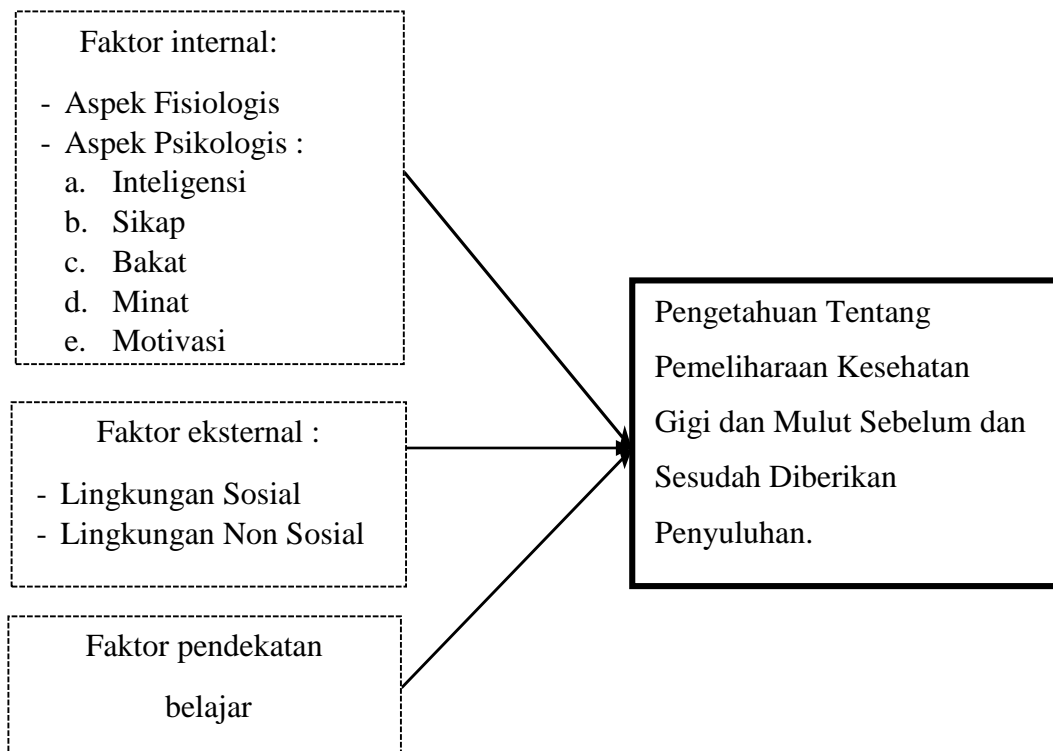 Faktor internal:
- Aspek Fisiologis
- Aspek Psikologis :
a. Inteligensi
b. Sikap
c. Bakat
d. Minat
e. Motivasi
Faktor eksternal :
- Lingkungan Sosial
- Lingkungan Non Sosial
Faktor pendekatan
belajar
Pengetahuan Tentang
Pemeliharaan Kesehatan
Gigi dan Mulut Sebelum dan
Sesudah Diberikan
Penyuluhan.